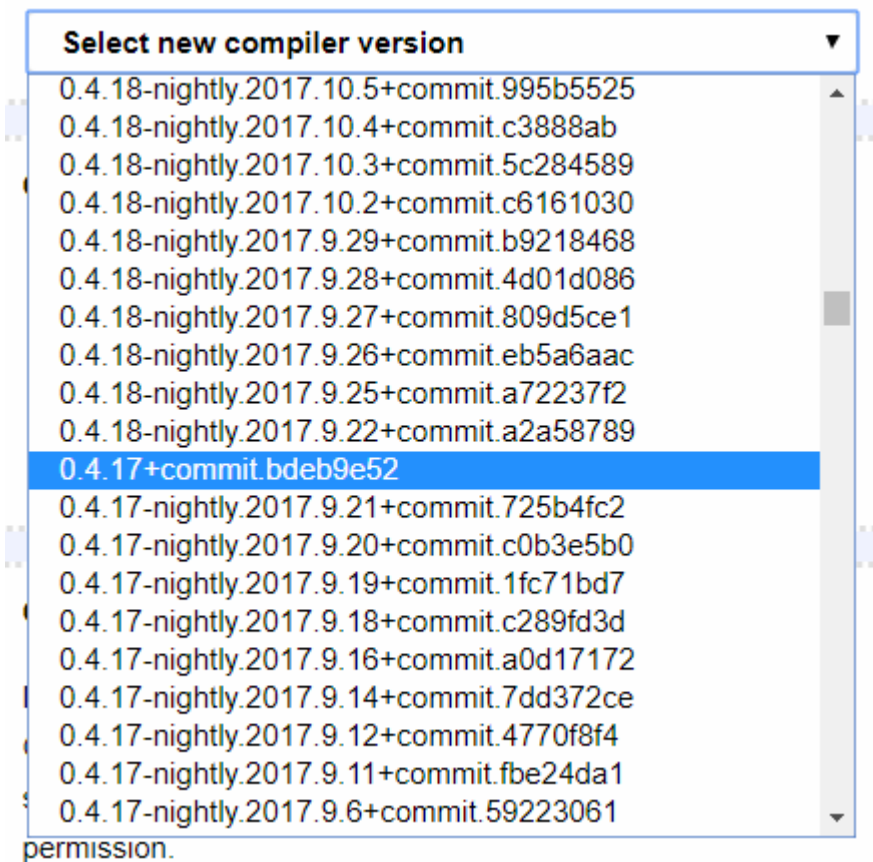 Select new compiler version
0.4.18-nightly.2017.10.5+commit.995b5525
0.4.18-nightly.2017.10.4+commit.c3888ab
0.4.18-nightly.2017.10.3+commit.5c284589
0.4.18-nightly.2017.10.2+commit.c6161030
0.4.18-nightly.2017.9.29+commit.b9218468
0.4.18-nightly.2017.9.28+commit.4d01d086
0.4.18-nightly.2017.9.27+commit.809d5ce1
0.4.18-nightly.2017.9.26+commit.eb5a6aac
0.4.18-nightly.2017.9.25+commit.a72237f2
0.4.18-nightly.2017.9.22+commit.a2a58789
0.4.17+commit.bdeb9e52
0.4.17-nightly.2017.9.21+commit.725b4fc2
0.4.17-nightly.2017.9.20+commit.c0b3e5b0
0.4.17-nightly.2017.9.19+commit.1fc71bd7
0.4.17-nightly.2017.9.18+commit.c289fd3d
0.4.17-nightly.2017.9.16+commit.a0d17172
0.4.17-nightly.2017.9.14+commit.7dd372ce
0.4.17-nightly.2017.9.12+commit.4770f8f4
0.4.17-nightly.2017.9.11+commit.fbe24da1
0.4.17-nightly.2017.9.6+commit.59223061
permission.